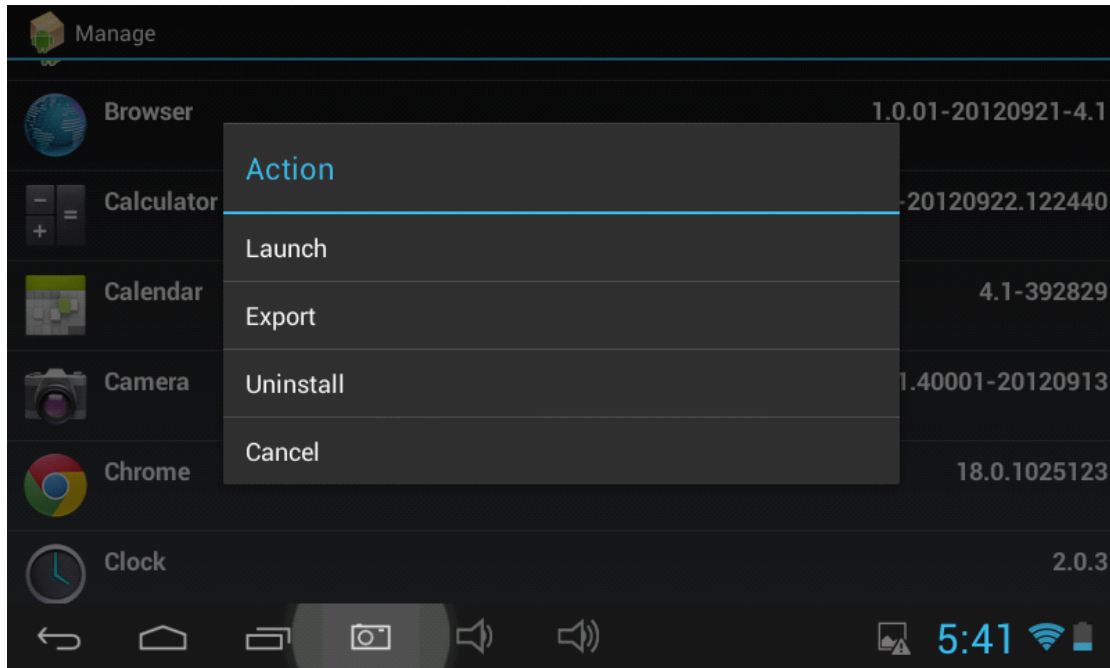 Manage
Browser 1.0.01-20120921-4.1
Action
Calculator -20120922.122440
Launch
Calendar 4.1-392829
Export
Camera 1.40001-20120913
Uninstall
Cancel
Chrome 18.0.1025123
Clock 2.0.3
5:41